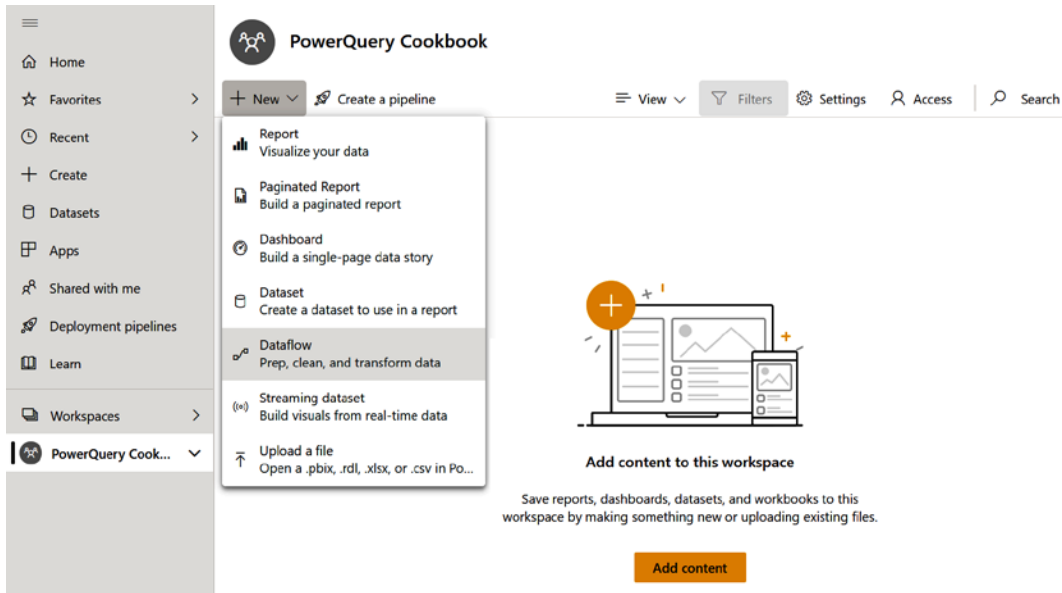 PowerQuery Cookbook
Home
Favorites
Recent
Create
Datasets
Apps
Shared with me
Deployment pipelines
Learn
Workspaces
PowerQuery Cook...
New
Create a pipeline
View
Filters
Settings
Access
Search
Report
Visualize your data
Paginated Report
Build a paginated report
Dashboard
Build a single-page data story
Dataset
Create a dataset to use in a report
Dataflow
Prep, clean, and transform data
Streaming dataset
Build visuals from real-time data
Upload a file
Open a .pbix, .rdl, .xlsx, or .csv in Po...
Add content to this workspace
Save reports, dashboards, datasets, and workbooks to this
workspace by making something new or uploading existing files.
Add content